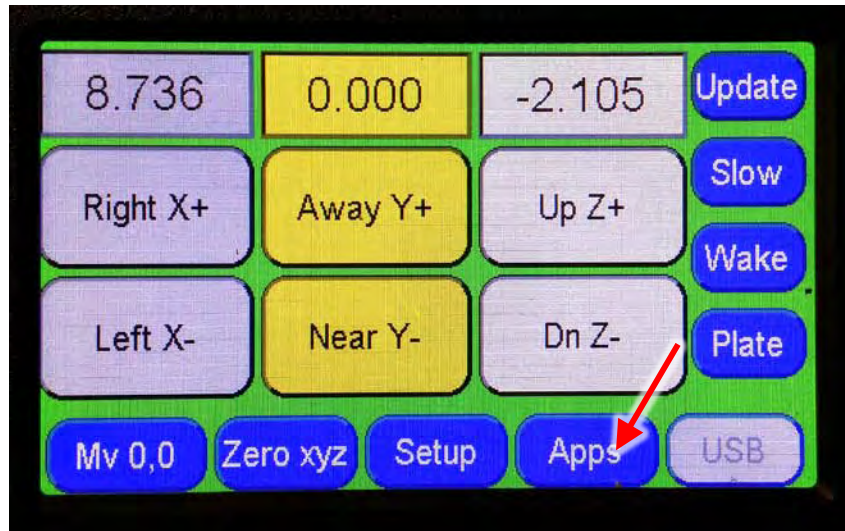 8.736 0.000 -2.105 Update
Right X+ Away Y+ Up Z+ Slow
Wake
Left X- Near Y- Dn Z- Plate
Mv 0,0 Zero xyz Setup Apps USB